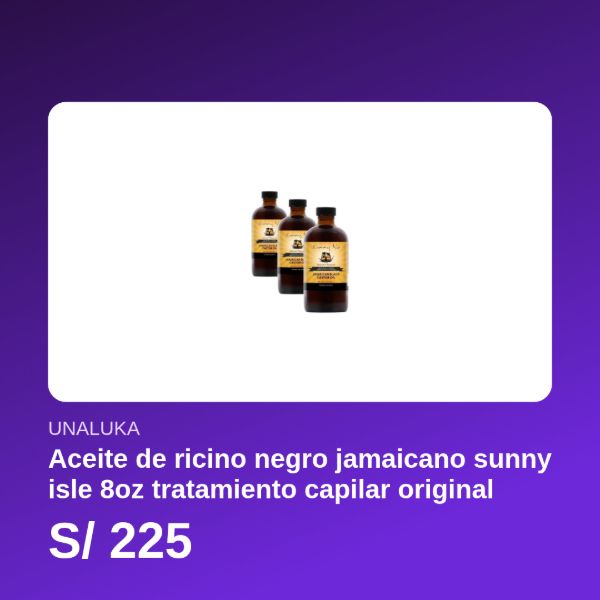 UNALUKA
Aceite de ricino negro jamaicano sunny
isle 8oz tratamiento capilar original
S/ 225